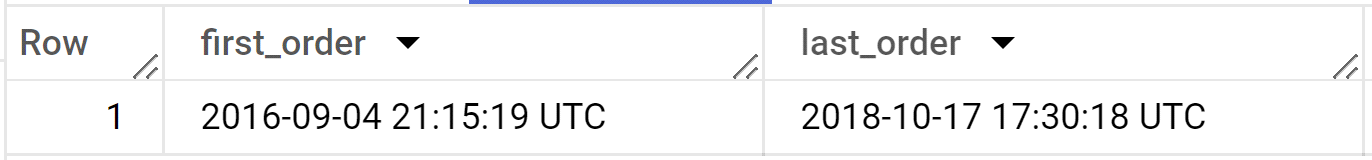 Row first_order last_order
1 2016-09-04 21:15:19 UTC 2018-10-17 17:30:18 UTC